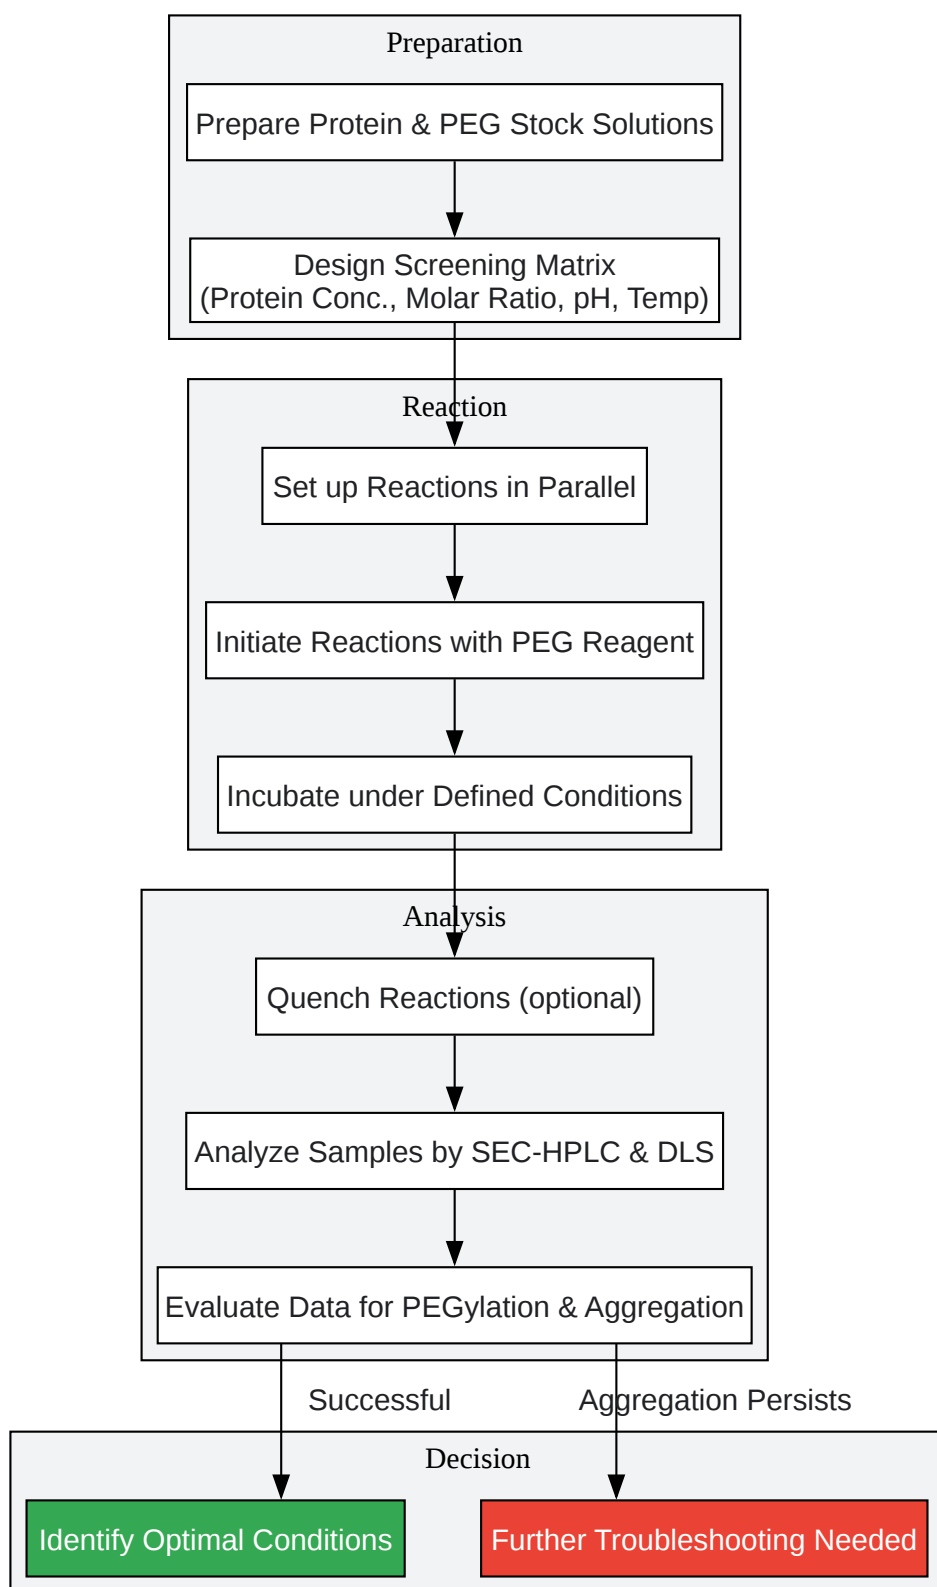 Preparation
Prepare Protein & PEG Stock Solutions
Design Screening Matrix
(Protein Conc., Molar Ratio, pH, Temp)
Reaction
Set up Reactions in Parallel
Initiate Reactions with PEG Reagent
Incubate under Defined Conditions
Analysis
Quench Reactions (optional)
Analyze Samples by SEC-HPLC & DLS
Evaluate Data for PEGylation & Aggregation
Successful
Aggregation Persists
Decision
Identify Optimal Conditions
Further Troubleshooting Needed